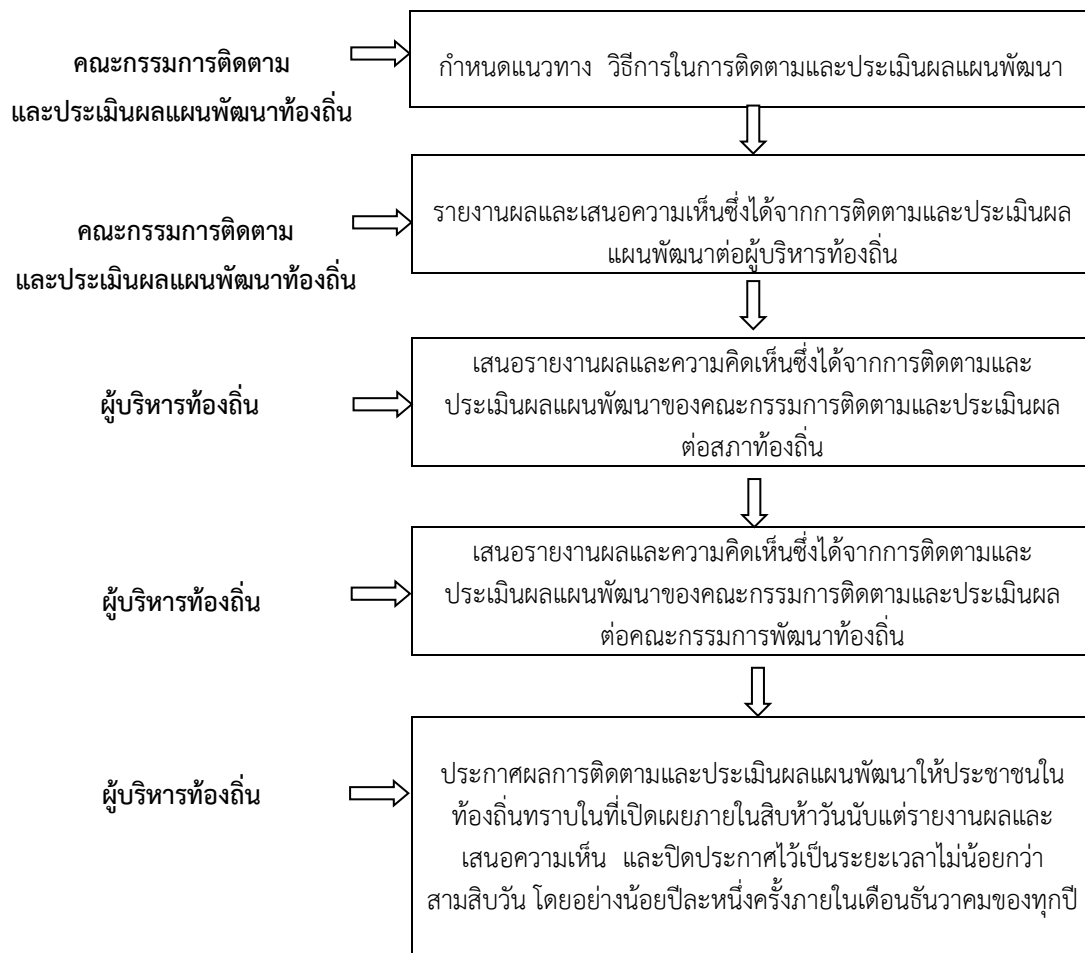 คณะกรรมการติดตาม
และประเมินผลแผนพัฒนาท้องถิ่น
กำหนดแนวทาง วิธีการในการติดตามและประเมินผลแผนพัฒนา
คณะกรรมการติดตาม
และประเมินผลแผนพัฒนาท้องถิ่น
รายงานผลและเสนอความเห็นซึ่งได้จากการติดตามและประเมินผล
แผนพัฒนาต่อผู้บริหารท้องถิ่น
ผู้บริหารท้องถิ่น
เสนอรายงานผลและความคิดเห็นซึ่งได้จากการติดตามและ
ประเมินผลแผนพัฒนาของคณะกรรมการติดตามและประเมินผล
ต่อสภาท้องถิ่น
ผู้บริหารท้องถิ่น
เสนอรายงานผลและความคิดเห็นซึ่งได้จากการติดตามและ
ประเมินผลแผนพัฒนาของคณะกรรมการติดตามและประเมินผล
ต่อคณะกรรมการพัฒนาท้องถิ่น
ผู้บริหารท้องถิ่น
ประกาศผลการติดตามและประเมินผลแผนพัฒนาให้ประชาชนใน
ท้องถิ่นทราบในที่เปิดเผยภายในสิบห้าวันนับแต่รายงานผลและ
เสนอความเห็น และปิดประกาศไว้เป็นระยะเวลาไม่น้อยกว่า
สามสิบวัน โดยอย่างน้อยปีละหนึ่งครั้งภายในเดือนธันวาคมของทุกปี